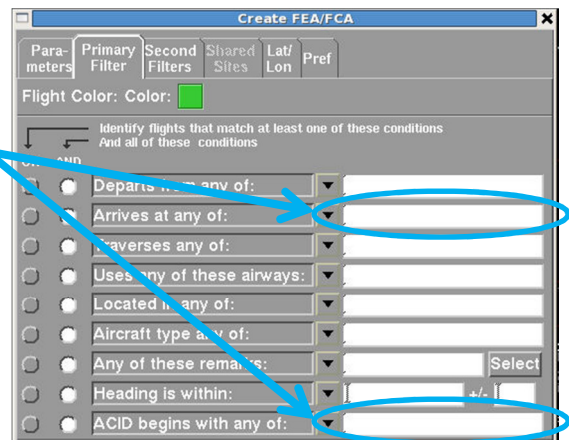 Create FEA/FCA
Para-meters Primary Filter Second Filters Shared Sites Lat/Lon Pref
Flight Color: Color:
Identify flights that match at least one of these conditions
And all of these conditions
AND
Departs from any of:
Arrives at any of:
Traverses any of:
Uses any of these airways:
Located in any of:
Aircraft type any of:
Any of these remarks: Select
Heading is within: +/-
ACID begins with any of: